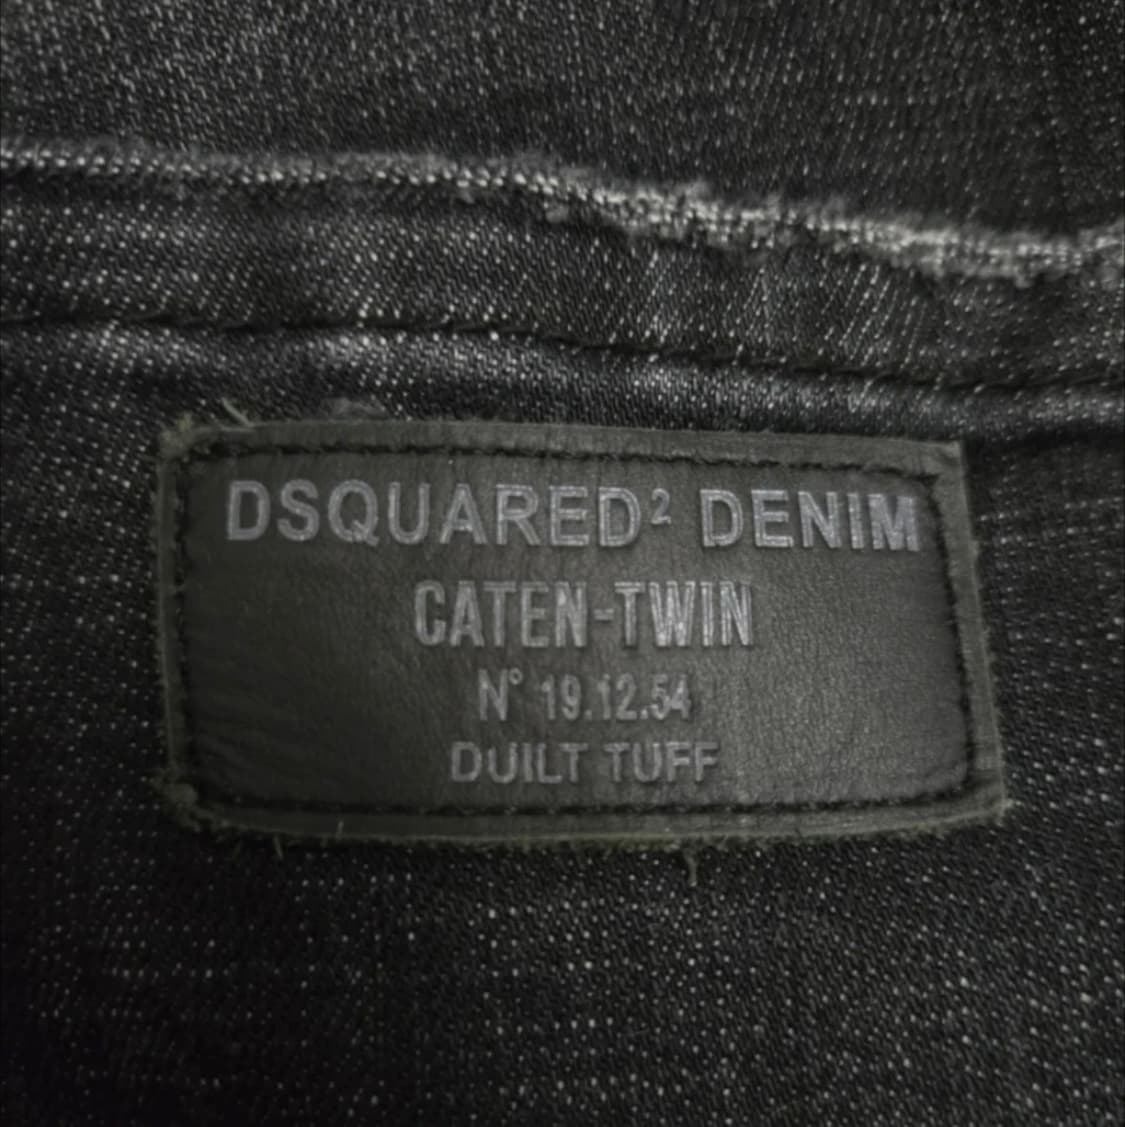 DSQUARED² DENIM
CATEN-TWIN
N° 19.12.54
DUILT TUFF